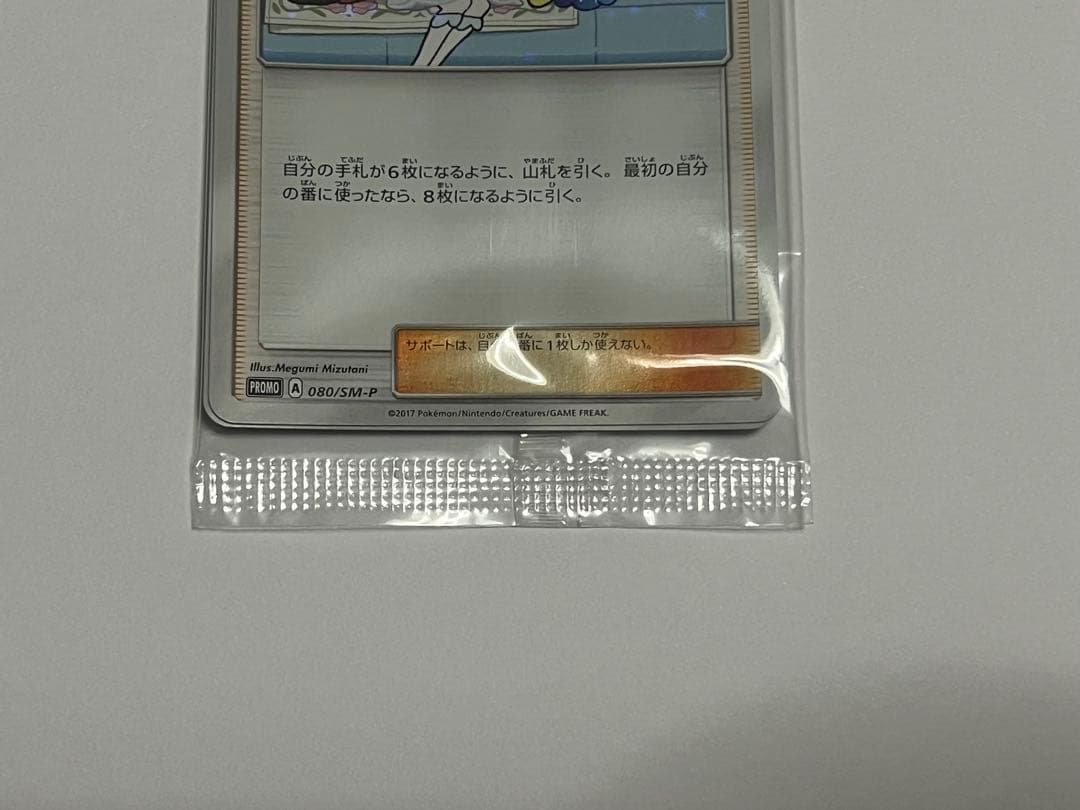 自分の手札が6枚になるように、山札を引く。最初の自分
の番に使ったなら、8枚になるように引く。
サポートは、自 番に1枚しか使えない。
Illus.Megumi Mizutani
PROMO A 080/SM-P
©2017 Pokémon/Nintendo/Creatures/GAME FREAK.